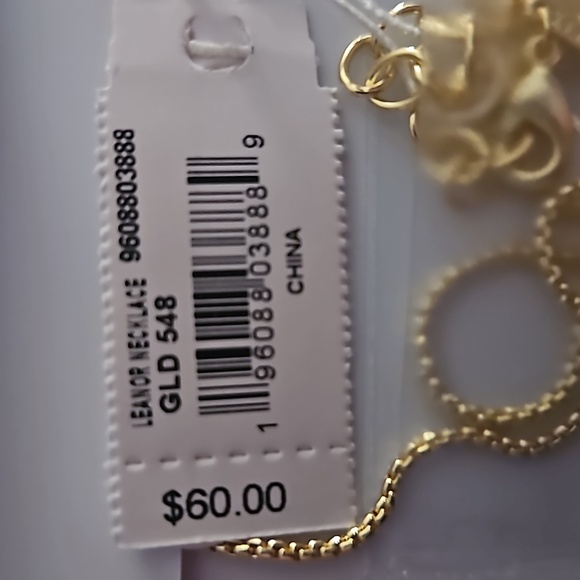 LEANOR NECKLACE 9608803888
GLD 548
1 96088 03888 9
CHINA
$60.00